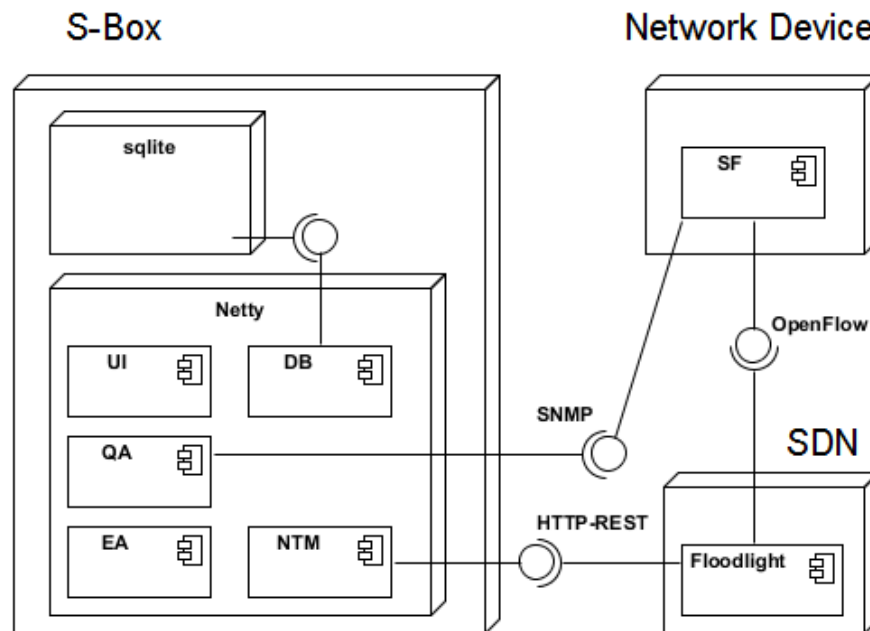 S-Box
Network Device
sqlite
SF
Netty
OpenFlow
UI
DB
SNMP
QA
SDN
HTTP-REST
EA
NTM
Floodlight